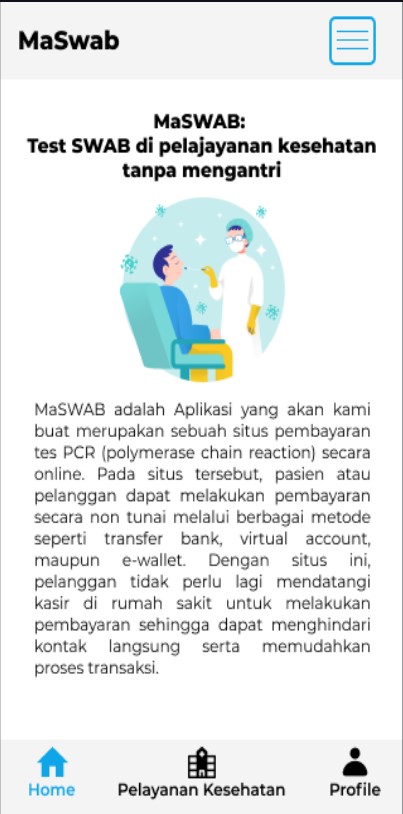 MaSwab
MaSWAB:
Test SWAB di pelajayanan kesehatan
tanpa mengantri
MaSWAB adalah Aplikasi yang akan kami
buat merupakan sebuah situs pembayaran
tes PCR (polymerase chain reaction) secara
online. Pada situs tersebut, pasien atau
pelanggan dapat melakukan pembayaran
secara non tunai melalui berbagai metode
seperti transfer bank, virtual account,
maupun e-wallet. Dengan situs ini,
pelanggan tidak perlu lagi mendatangi
kasir di rumah sakit untuk melakukan
pembayaran sehingga dapat menghindari
kontak langsung serta memudahkan
proses transaksi.
Home
Pelayanan Kesehatan
Profile